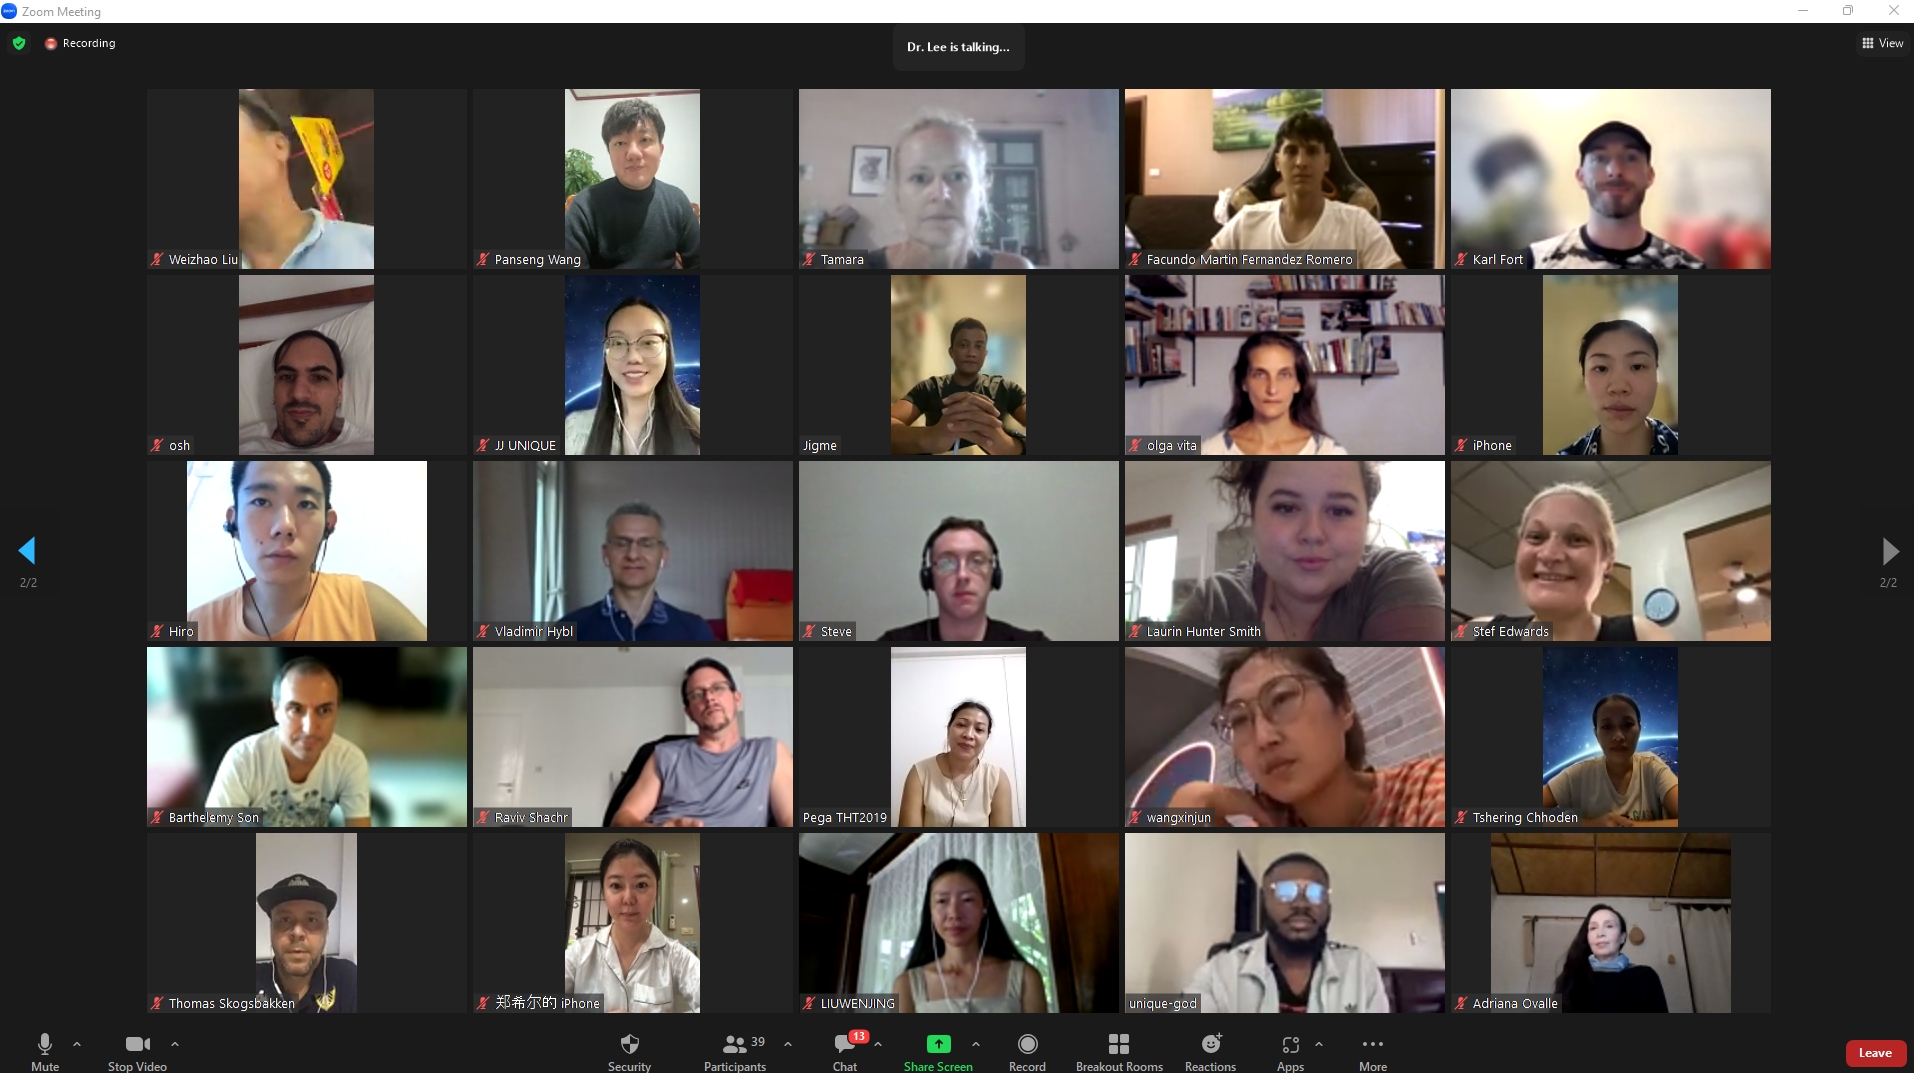 Zoom Meeting
Recording
Dr. Lee is talking...
View
Weizhao Liu
Panseng Wang
Tamara
Facundo Martin Fernandez Romero
Karl Fort
osh
JJ UNIQUE
Jigme
olga vita
iPhone
2/2
2/2
Hiro
Vladimir Hybl
Steve
Laurin Hunter Smith
Stef Edwards
Barthelemy Son
Raviv Shachr
Pega THT2019
wangxinjun
Tshering Chhoden
Thomas Skogsbakken
郑希尔的 iPhone
LIUWENJING
unique-god
Adriana Ovalle
39
13
Mute
Stop Video
Security
Participants
Chat
Share Screen
Record
Breakout Rooms
Reactions
Apps
More
Leave